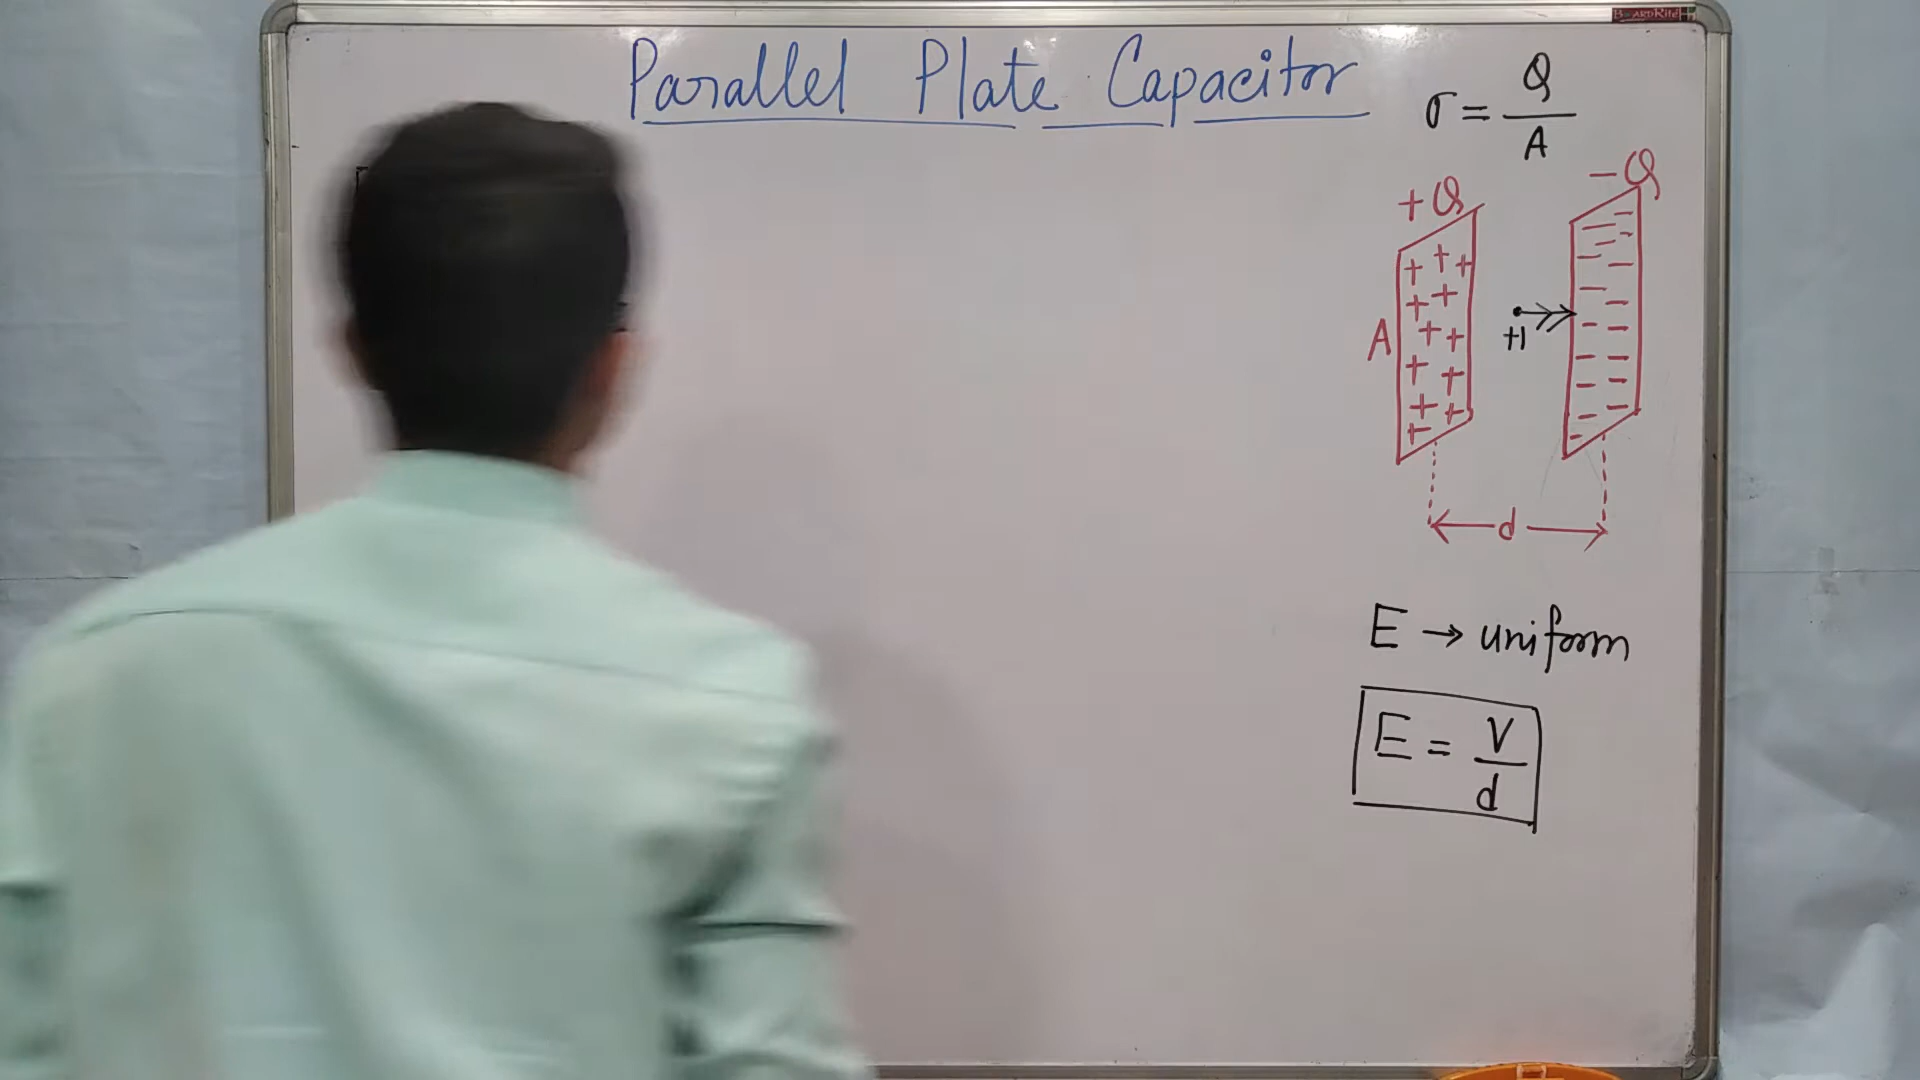 Parallel Plate Capacitor
σ = Q/A
+Q
-Q
A
+1
d
E → uniform
E = V/d